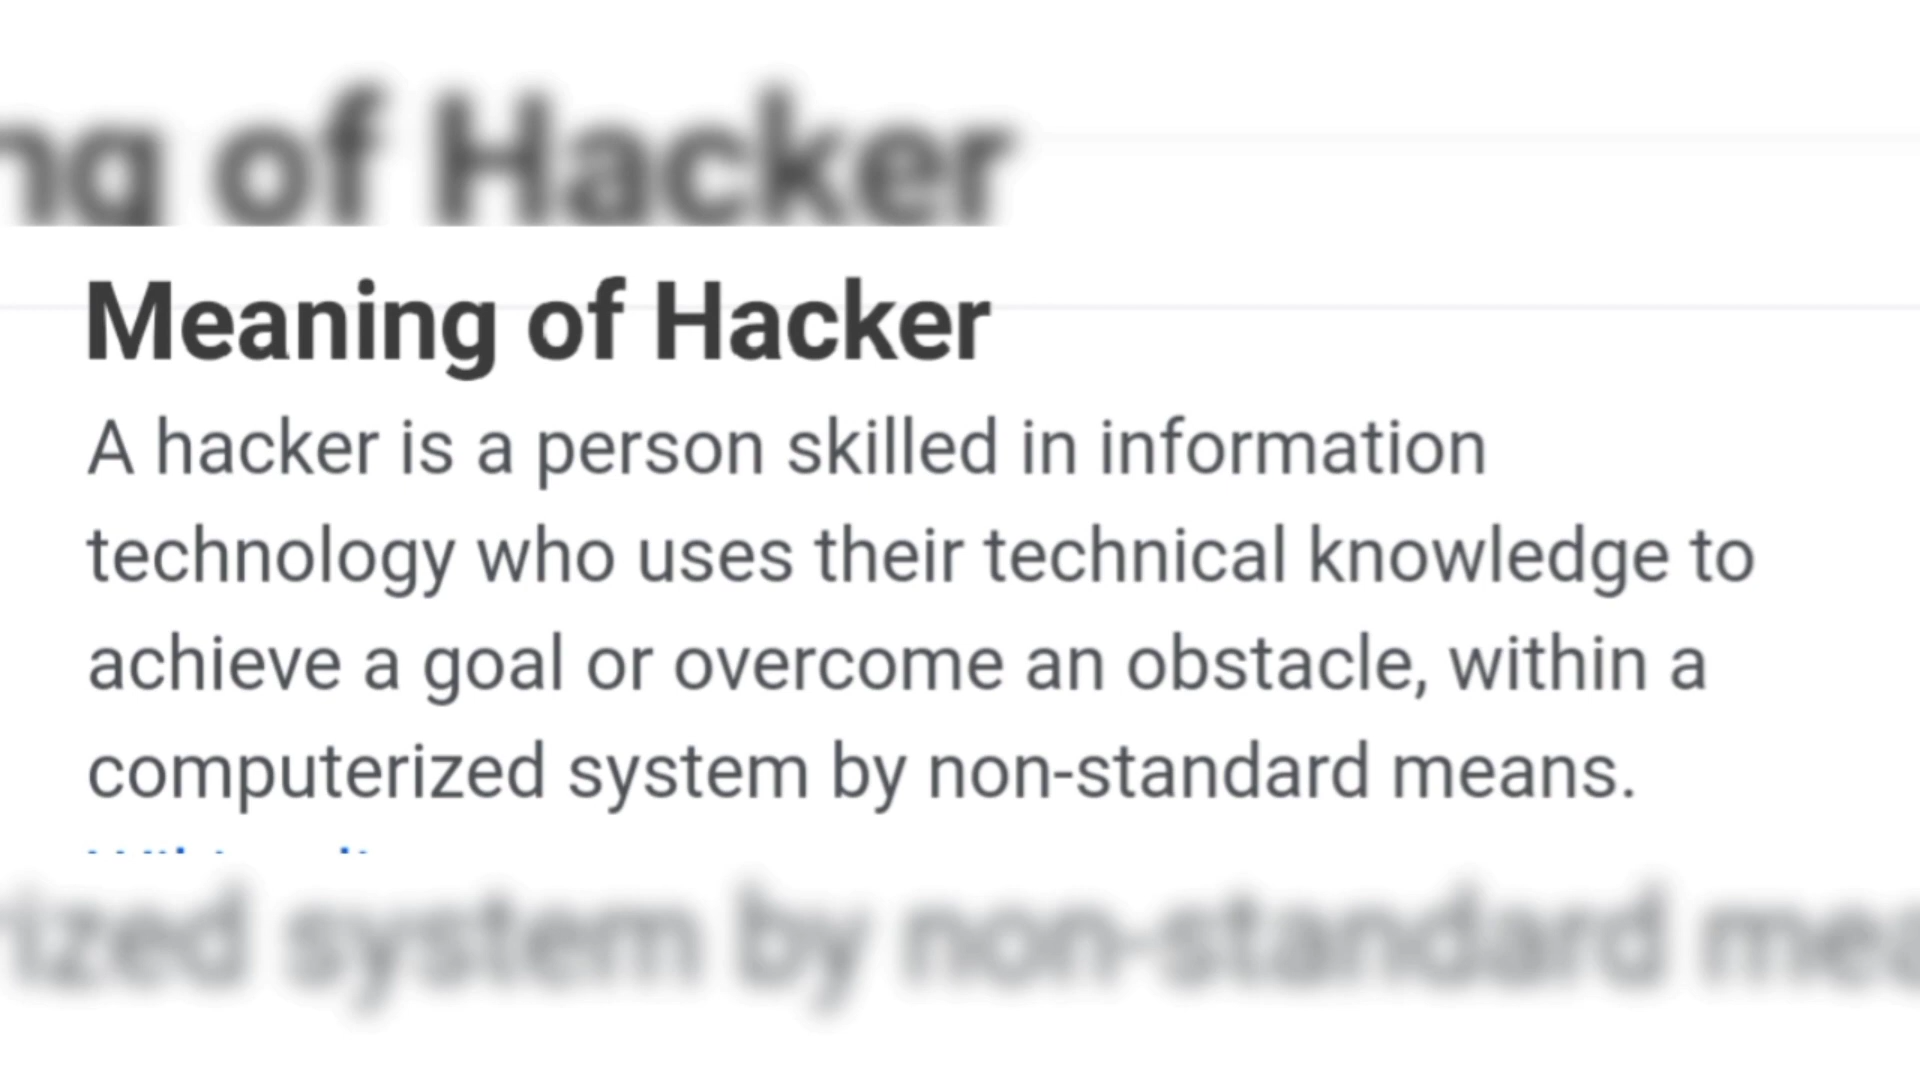 ng of Hacker
Meaning of Hacker
A hacker is a person skilled in information
technology who uses their technical knowledge to
achieve a goal or overcome an obstacle, within a
computerized system by non-standard means.
rized system by non-standard mea